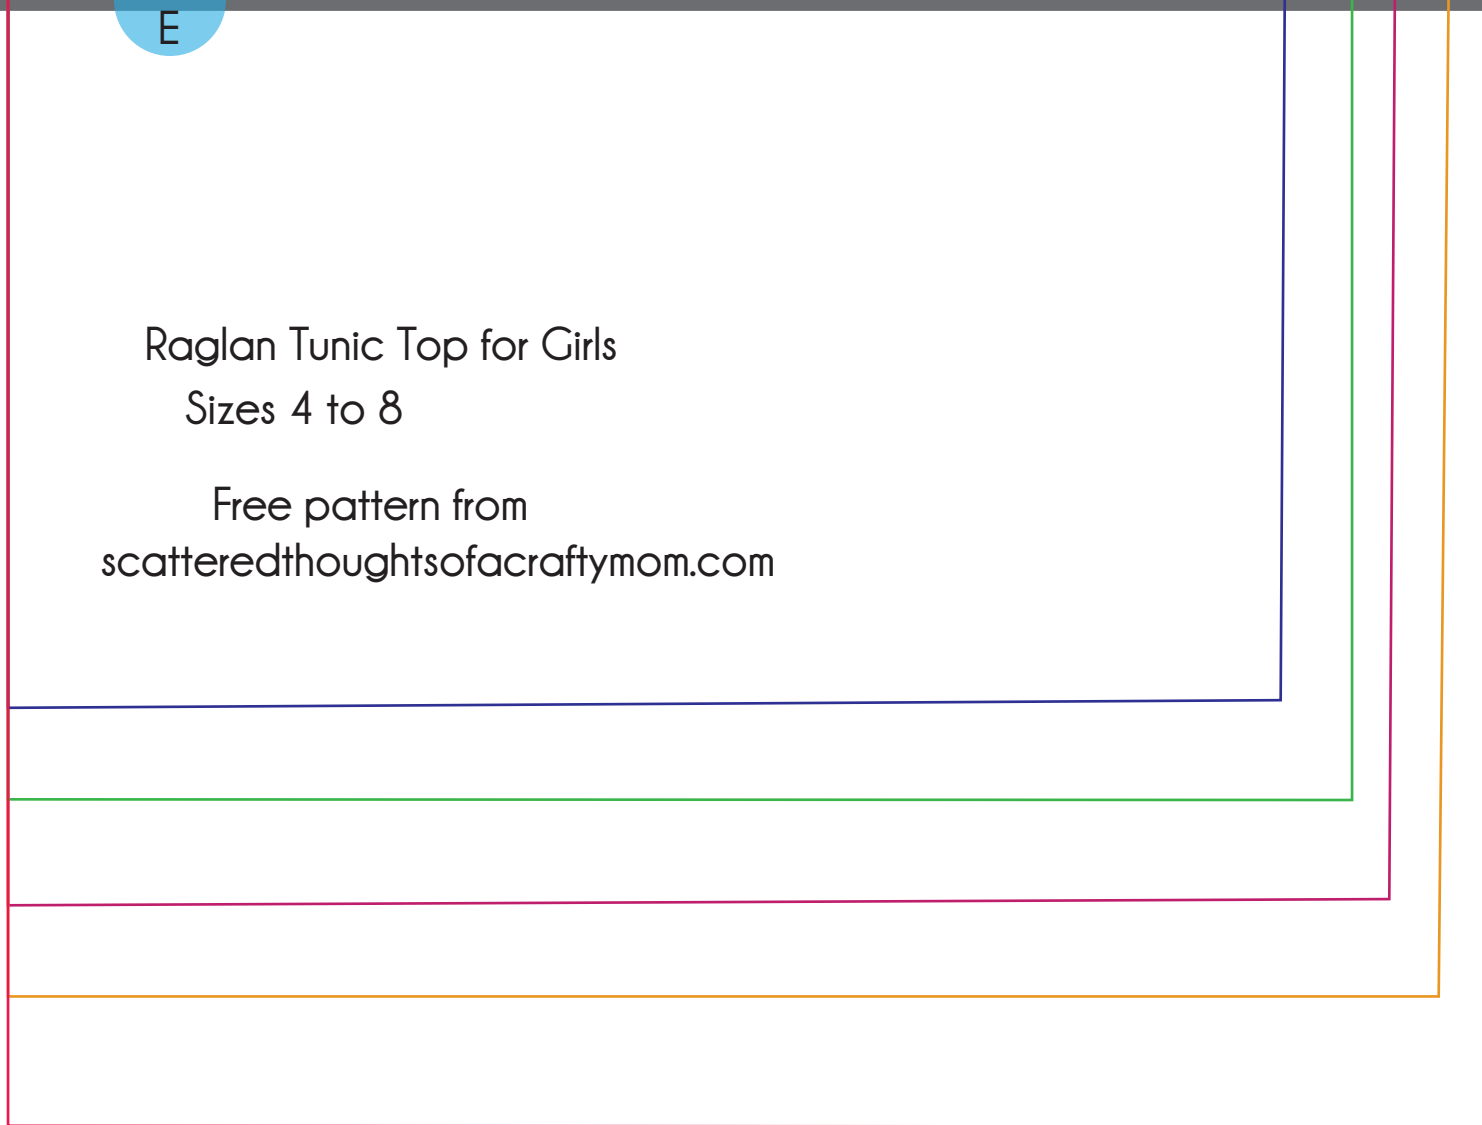 E
Raglan Tunic Top for Girls
Sizes 4 to 8
Free pattern from
scatteredthoughtsofacraftymom.com